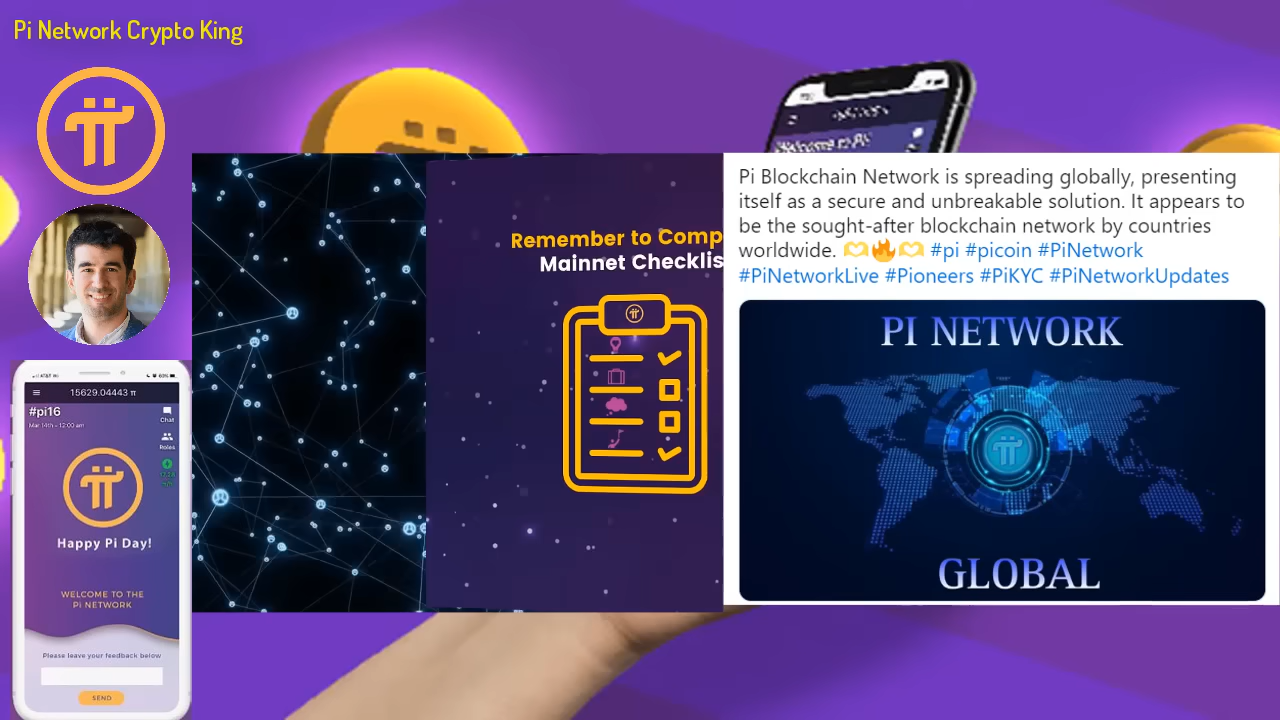 Pi Network Crypto King
Welcome to Pi
Remember to Comp
Mainnet Checklis
Pi Blockchain Network is spreading globally, presenting
itself as a secure and unbreakable solution. It appears to
be the sought-after blockchain network by countries
worldwide. 🫶🔥🫶 #pi #picoin #PiNetwork
#PiNetworkLive #Pioneers #PiKYC #PiNetworkUpdates
PI NETWORK
GLOBAL
15629.04443 π
#pi16
Mar 14th - 12:00 am
Chat
Roles
Happy Pi Day!
WELCOME TO THE
Pi NETWORK
Please leave your feedback below
SEND